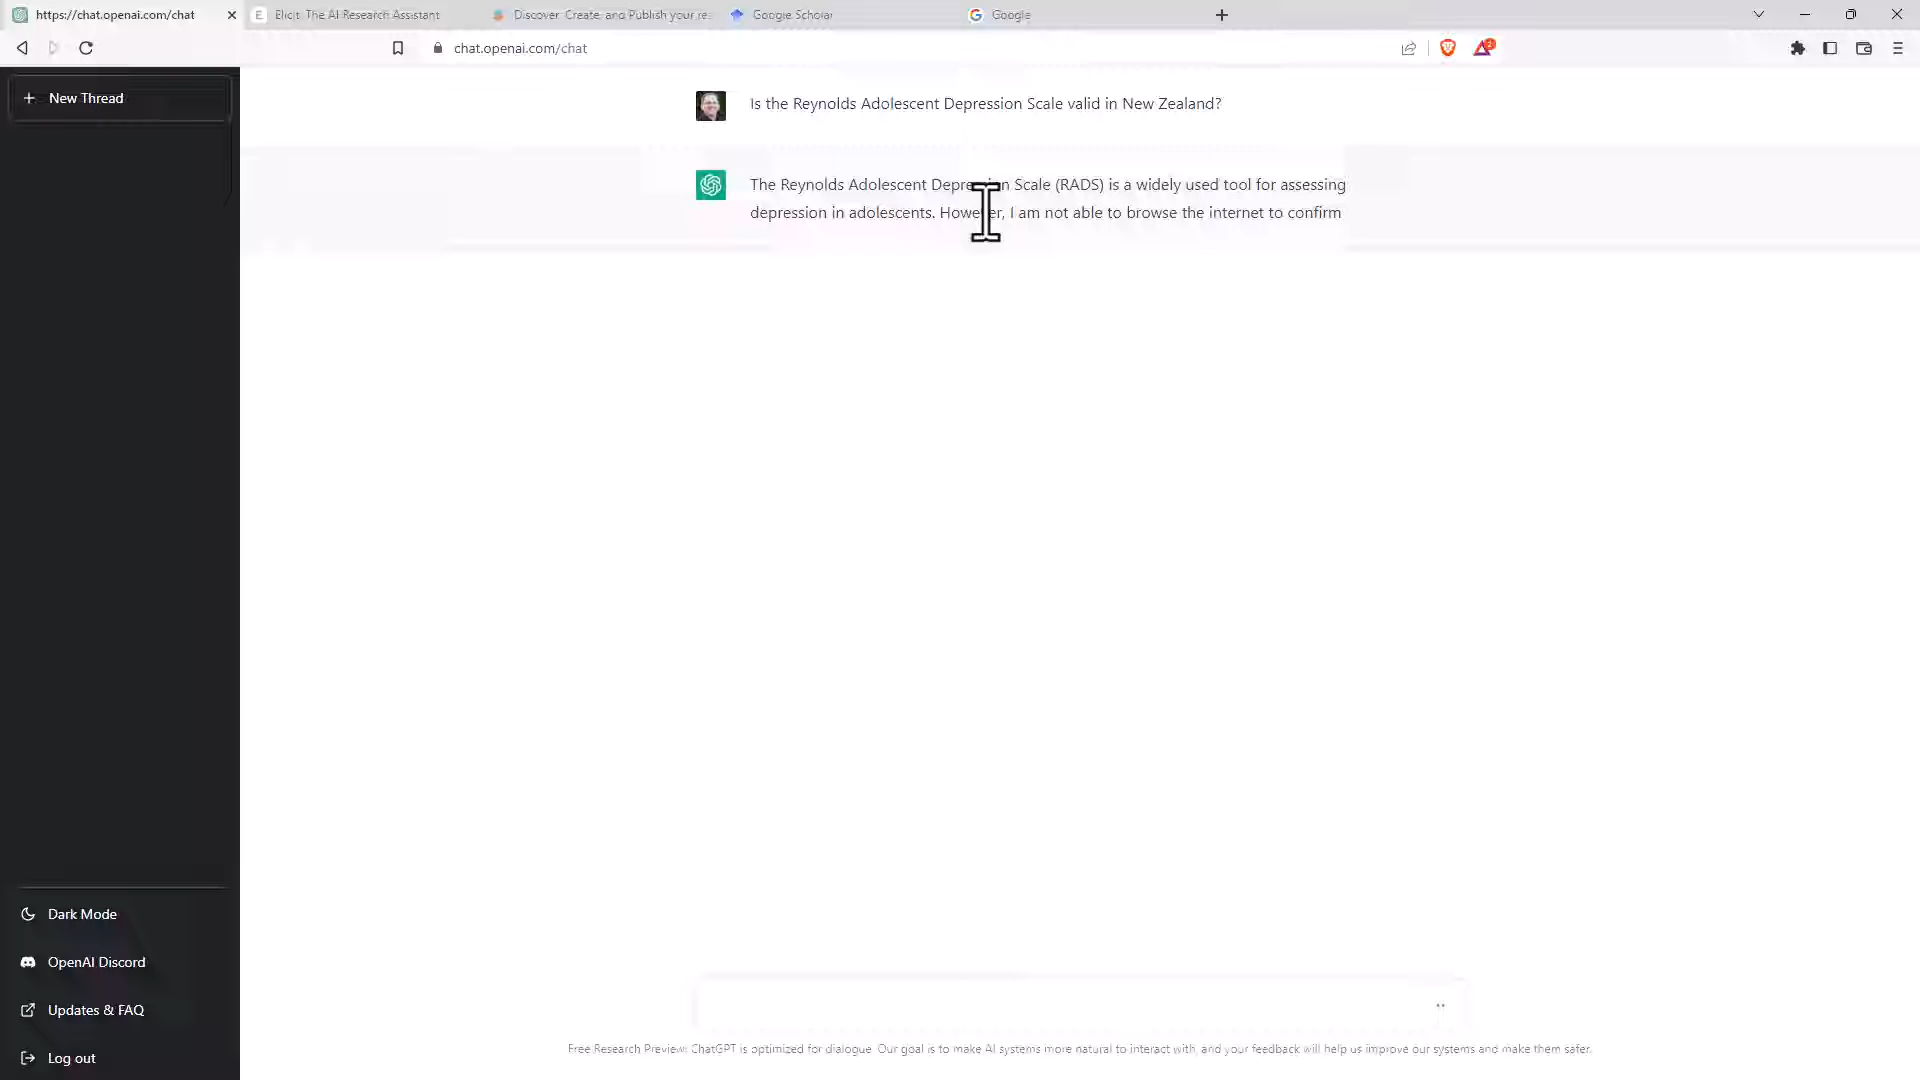 https://chat.openai.com/chat
Elicit: The AI Research Assistant
Discover, Create, and Publish your re
Google Scholar
Google
chat.openai.com/chat
New Thread
Is the Reynolds Adolescent Depression Scale valid in New Zealand?
The Reynolds Adolescent Depression Scale (RADS) is a widely used tool for assessing
depression in adolescents. However, I am not able to browse the internet to confirm
Dark Mode
OpenAI Discord
Updates & FAQ
Log out
Free Research Preview: ChatGPT is optimized for dialogue. Our goal is to make AI systems more natural to interact with, and your feedback will help us improve our systems and make them safer.